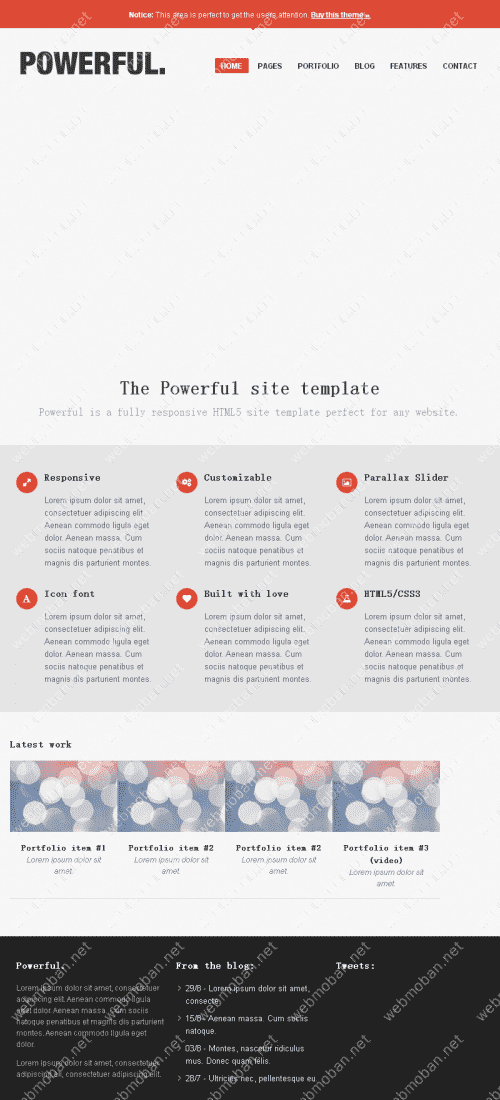 Notice: This area is perfect to get the users attention. Buy this theme »
POWERFUL.
HOME PAGES PORTFOLIO BLOG FEATURES CONTACT
The Powerful site template
Powerful is a fully responsive HTML5 site template perfect for any website.
Responsive
Lorem ipsum dolor sit amet,
consectetuer adipiscing elit.
Aenean commodo ligula eget
dolor. Aenean massa. Cum
sociis natoque penatibus et
magnis dis parturient montes.
Customizable
Lorem ipsum dolor sit amet,
consectetuer adipiscing elit.
Aenean commodo ligula eget
dolor. Aenean massa. Cum
sociis natoque penatibus et
magnis dis parturient montes.
Parallax Slider
Lorem ipsum dolor sit amet,
consectetuer adipiscing elit.
Aenean commodo ligula eget
dolor. Aenean massa. Cum
sociis natoque penatibus et
magnis dis parturient montes.
A
Icon font
Lorem ipsum dolor sit amet,
consectetuer adipiscing elit.
Aenean commodo ligula eget
dolor. Aenean massa. Cum
sociis natoque penatibus et
magnis dis parturient montes.
Built with love
Lorem ipsum dolor sit amet,
consectetuer adipiscing elit.
Aenean commodo ligula eget
dolor. Aenean massa. Cum
sociis natoque penatibus et
magnis dis parturient montes.
HTML5/CSS3
Lorem ipsum dolor sit amet,
consectetuer adipiscing elit.
Aenean commodo ligula eget
dolor. Aenean massa. Cum
sociis natoque penatibus et
magnis dis parturient montes.
Latest work
Portfolio item #1
Lorem ipsum dolor sit
amet.
Portfolio item #2
Lorem ipsum dolor sit
amet.
Portfolio item #2
Lorem ipsum dolor sit
amet.
Portfolio item #3
(video)
Lorem ipsum dolor sit
amet.
Powerful.
Lorem ipsum dolor sit amet, consectetuer
adipiscing elit. Aenean commodo ligula
eget dolor. Aenean massa. Cum sociis
natoque penatibus et magnis dis parturient
montes. Aenean commodo ligula eget
dolor.
Lorem ipsum dolor sit amet, consectetuer
adipiscing elit, consectetuer adipiscing elit.
From the blog:
29/8 - Lorem ipsum dolor sit amet,
consecte.
15/8 - Aenean massa. Cum sociis
natoque.
03/8 - Montes, nascetur ridiculus
mus. Donec quam felis.
28/7 - Ultricies nec, pellentesque eu
Tweets:
webmoban.net